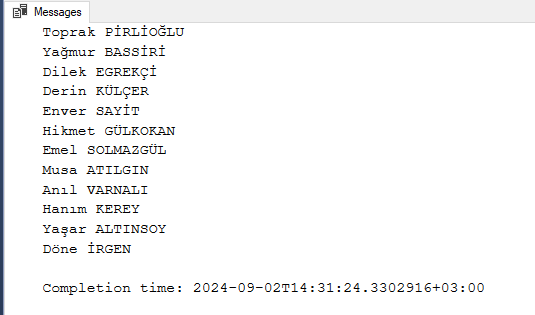 Messages
Toprak PİRLİOĞLU
Yağmur BASSİRİ
Dilek EGREKÇİ
Derin KÜLÇER
Enver SAYİT
Hikmet GÜLKOKAN
Emel SOLMAZGÜL
Musa ATILGIN
Anıl VARNALI
Hanım KEREY
Yaşar ALTINSOY
Döne İRGEN
Completion time: 2024-09-02T14:31:24.3302916+03:00